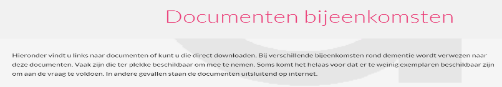 Documenten bijeenkomsten
Hieronder vindt u links naar documenten of kunt u die direct downloaden. Bij verschillende bijeenkomsten rond dementie wordt verwezen naar
deze documenten. Vaak zijn die ter plekke beschikbaar om mee te nemen. Soms komt het helaas voor dat er te weinig exemplaren beschikbaar zijn
om aan de vraag te voldoen. In andere gevallen staan de documenten uitsluitend op internet.